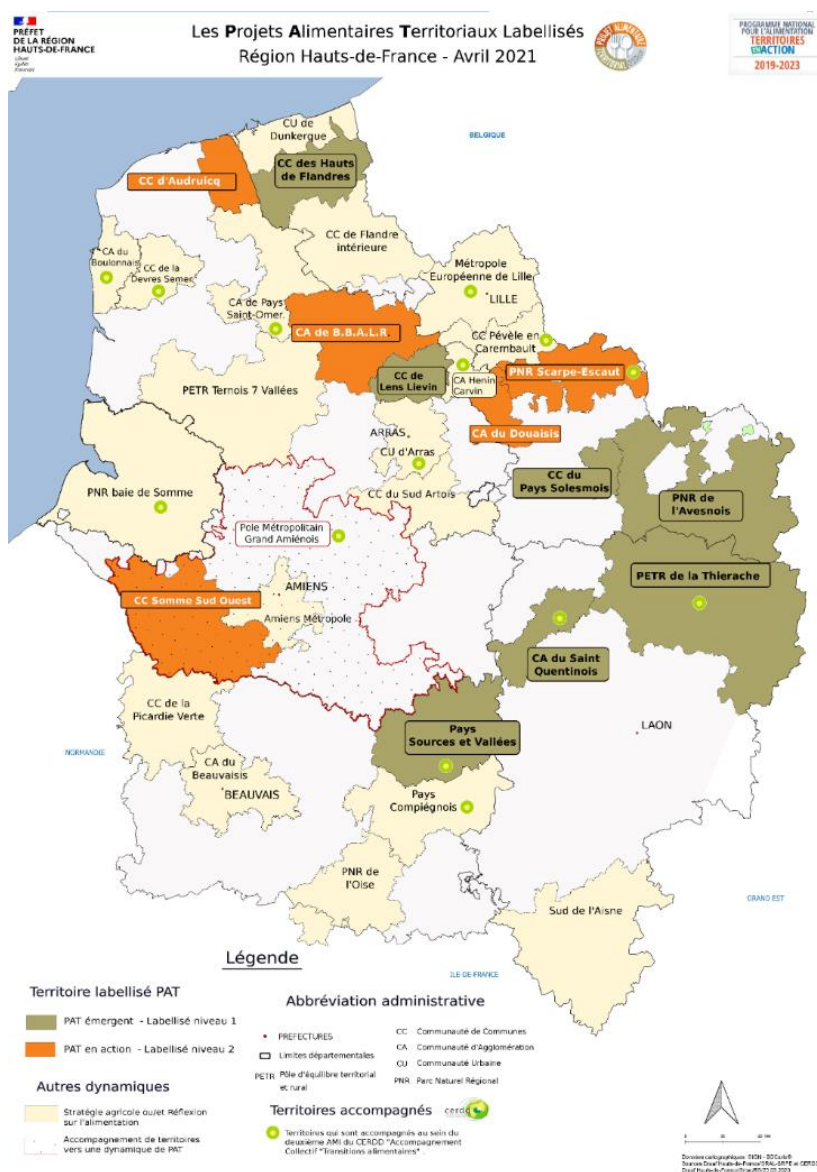 PRÉFET
DE LA RÉGION
HAUTS-DE-FRANCE
Liberté
Égalité
Fraternité
Les Projets Alimentaires Territoriaux Labellisés
Région Hauts-de-France - Avril 2021
PROJET ALIMENTAIRE
TERRITORIAL
PROGRAMME NATIONAL
POUR L'ALIMENTATION
TERRITOIRES
EN ACTION
2019-2023
CU de
Dunkergue
BELGIQUE
CC des Hauts
de Flandres
CC d'Audruicq
CC de Flandre
intérieure
CA du
Boulonnais
CC de la
Devres Semer
Métropole
Européenne de Lille
LILLE
CA de Pays
Saint-Omer
CA de B.B.A.L.R.
CC Pévèle en
Carembault
CC de
Lens Lievin
CA Henin
Carvin
PNR Scarpe-Escaut
PETR Ternois 7 Vallées
ARRAS
CA du Douaisis
CU d'Arras
CC du
Pays Solesmois
PNR de
l'Avesnois
CC du Sud Artois
PNR baie de Somme
Pole Métropolitain
Grand Amiénois
PETR de la Thierache
CC Somme Sud Ouest
AMIENS
Amiens Métropole
CA du Saint
Quentinois
CC de la
Picardie Verte
Pays
Sources et Vallées
LAON
NORMANDIE
CA du
Beauvaisis
BEAUVAIS
Pays
Compiégnois
PNR de
l'Oise
Sud de l'Aisne
GRAND EST
ILE-DE-FRANCE
Légende
Territoire labellisé PAT
PAT émergent - Labellisé niveau 1
PAT en action - Labellisé niveau 2
Autres dynamiques
Stratégie agricole ou/et Réflexion
sur l'alimentation
Accompagnement de territoires
vers une dynamique de PAT
Abbréviation administrative
PREFECTURES
Limites départementales
PETR Pôle d'équilibre territorial
et rural
CC Communauté de Communes
CA Communauté d'Agglomération
CU Communauté Urbaine
PNR Parc Naturel Régional
Territoires accompagnés cerdd
Territoires qui sont accompagnés au sein du
deuxième AMI du CERDD "Accompagnement
Collectif "Transitions alimentaires" .